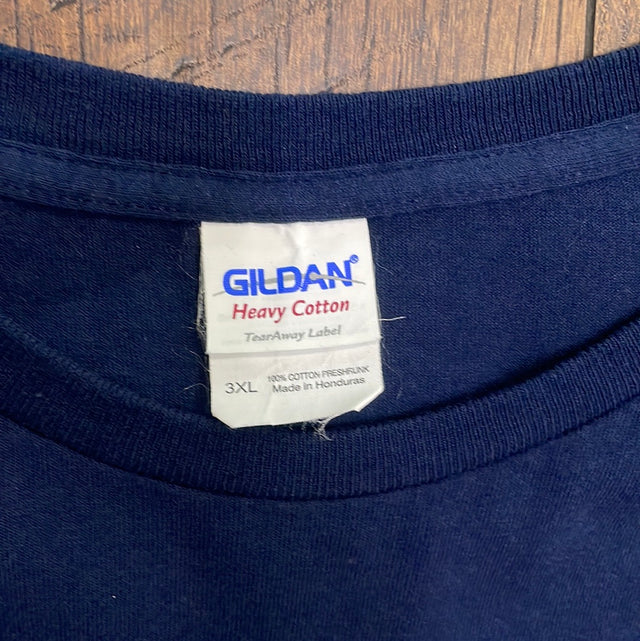 GILDAN®
Heavy Cotton
TearAway Label
3XL 100% COTTON PRESHRUNK
Made in Honduras